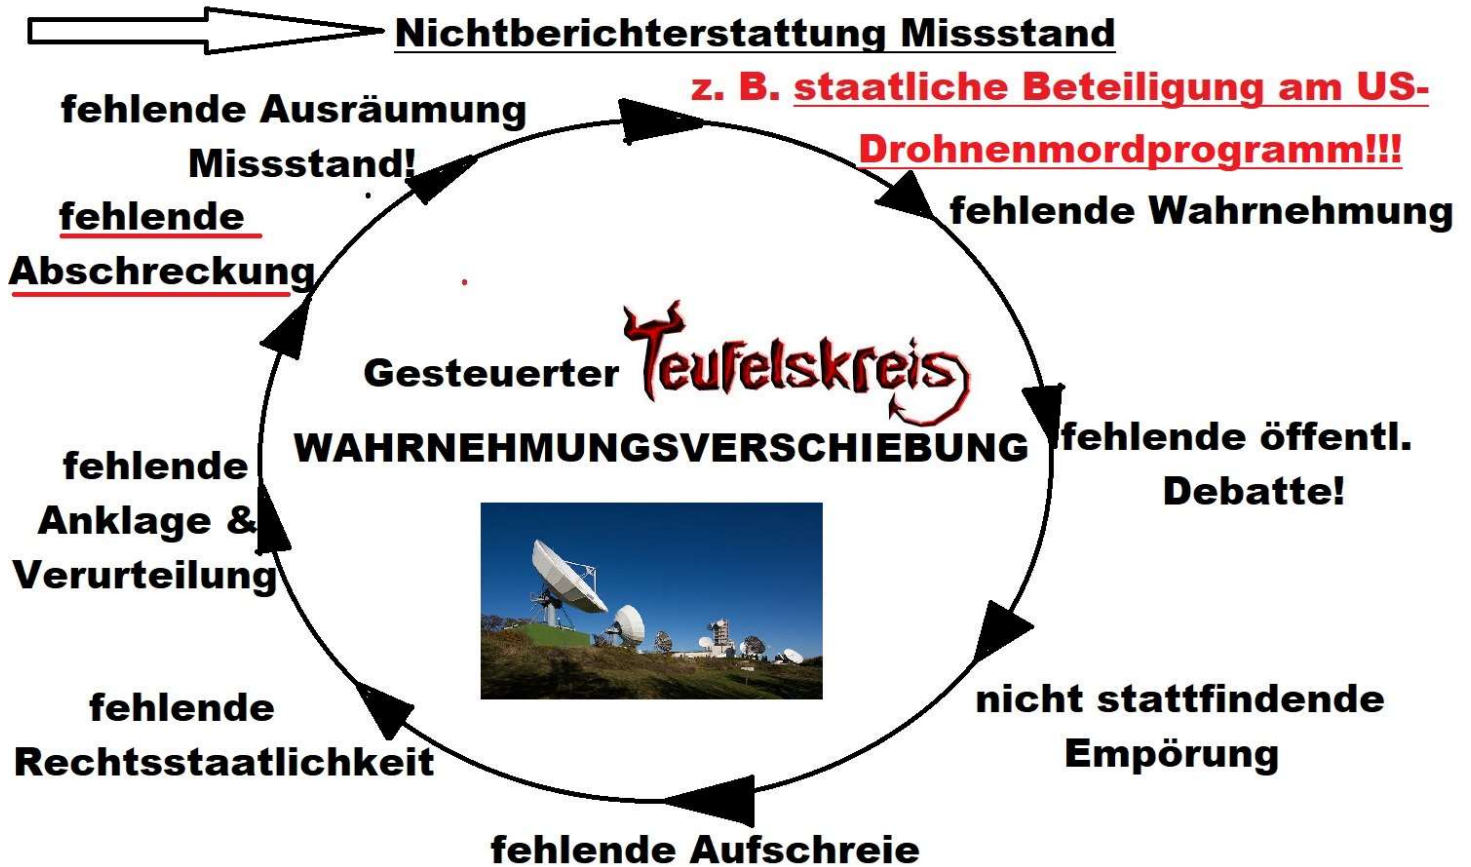 Nichtberichterstattung Missstand
z. B. staatliche Beteiligung am US-
Drohnenmordprogramm!!!
fehlende Wahrnehmung
fehlende öffentl.
Debatte!
nicht stattfindende
Empörung
fehlende Aufschreie
fehlende
Rechtsstaatlichkeit
fehlende
Anklage &
Verurteilung
fehlende
Abschreckung
fehlende Ausräumung
Missstand!
Gesteuerter Teufelskreis
WAHRNEHMUNGSVERSCHIEBUNG